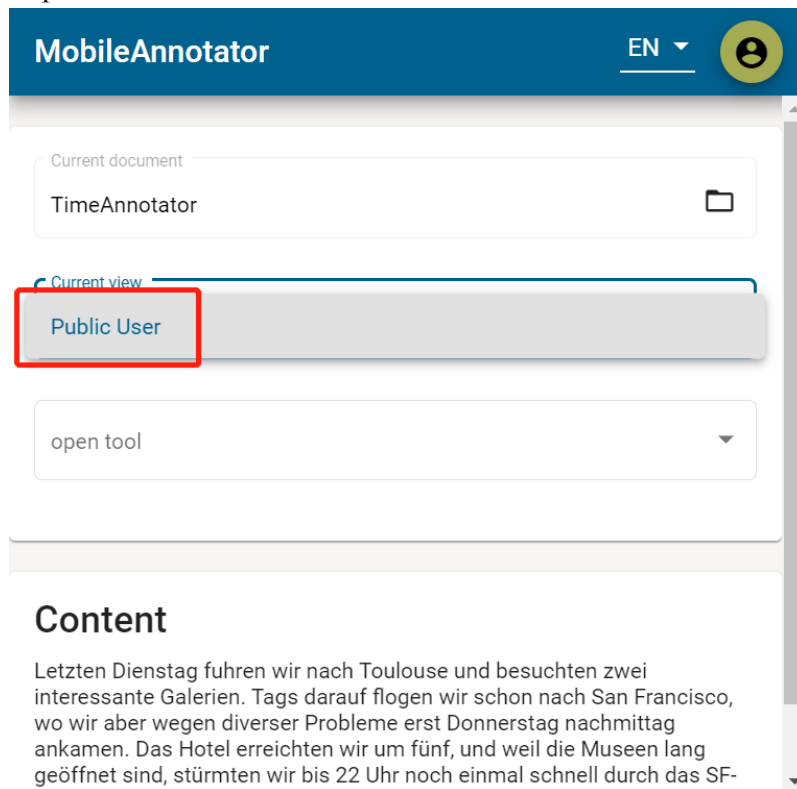 MobileAnnotator
EN
Current document
TimeAnnotator
Current view
Public User
open tool
Content
Letzten Dienstag fuhren wir nach Toulouse und besuchten zwei
interessante Galerien. Tags darauf flogen wir schon nach San Francisco,
wo wir aber wegen diverser Probleme erst Donnerstag nachmittag
ankamen. Das Hotel erreichten wir um fünf, und weil die Museen lang
geöffnet sind, stürmten wir bis 22 Uhr noch einmal schnell durch das SF-